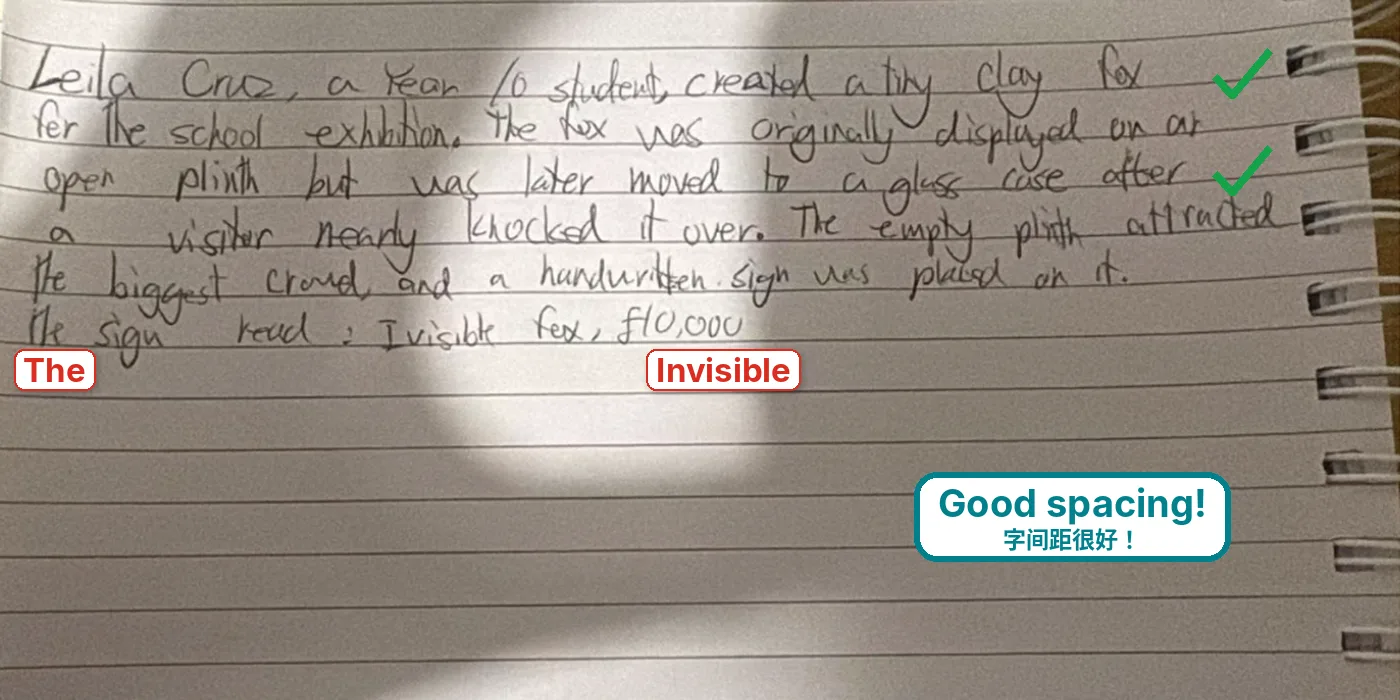 Leila Cruz, a Year 10 student, created a tiny clay fox
for the school exhibition. The fox was originally displayed on an
open plinth but was later moved to a glass case after
a visitor nearly knocked it over. The empty plinth attracted
the biggest crowd, and a handwritten sign was placed on it.
The sign read: Ivisible fox, £10,000
The
Invisible
Good spacing!
字间距很好！